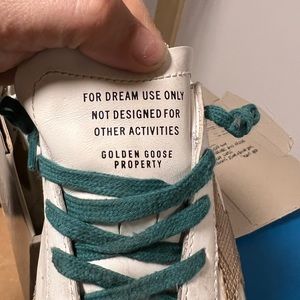 FOR DREAM USE ONLY
NOT DESIGNED FOR
OTHER ACTIVITIES
GOLDEN GOOSE
PROPERTY